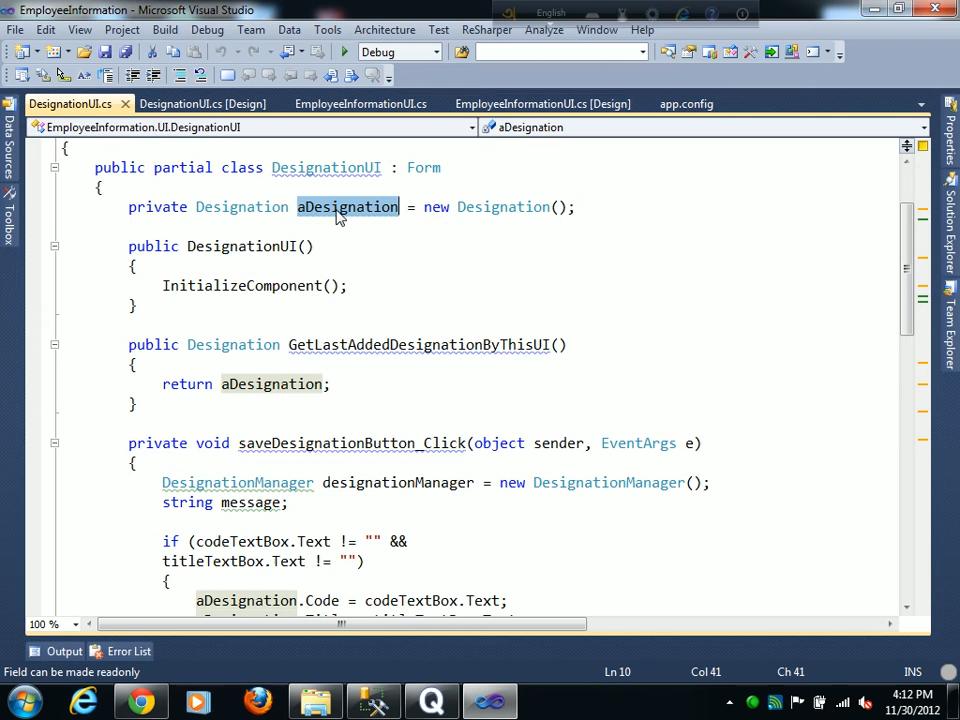 EmployeeInformation - Microsoft Visual Studio
English
File Edit View Project Build Debug Team Data Tools Architecture Test ReSharper Analyze Window Help
Debug
DesignationUI.cs DesignationUI.cs [Design] EmployeeInformationUI.cs EmployeeInformationUI.cs [Design] app.config
EmployeeInformation.UI.DesignationUI aDesignation
Data Sources
Toolbox
Properties
Solution Explorer
Team Explorer
{
public partial class DesignationUI : Form
{
private Designation aDesignation = new Designation();
public DesignationUI()
{
InitializeComponent();
}
public Designation GetLastAddedDesignationByThisUI()
{
return aDesignation;
}
private void saveDesignationButton_Click(object sender, EventArgs e)
{
DesignationManager designationManager = new DesignationManager();
string message;
if (codeTextBox.Text != "" &&
titleTextBox.Text != "")
{
aDesignation.Code = codeTextBox.Text;
100 %
Output Error List
Field can be made readonly Ln 10 Col 41 Ch 41 INS
4:12 PM
11/30/2012